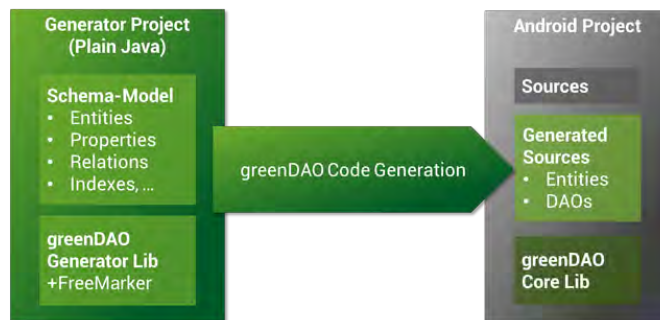 Generator Project
(Plain Java)
Schema-Model
• Entities
• Properties
• Relations
• Indexes, ...
greenDAO
Generator Lib
+FreeMarker
greenDAO Code Generation
Android Project
Sources
Generated
Sources
• Entities
• DAOs
greenDAO
Core Lib